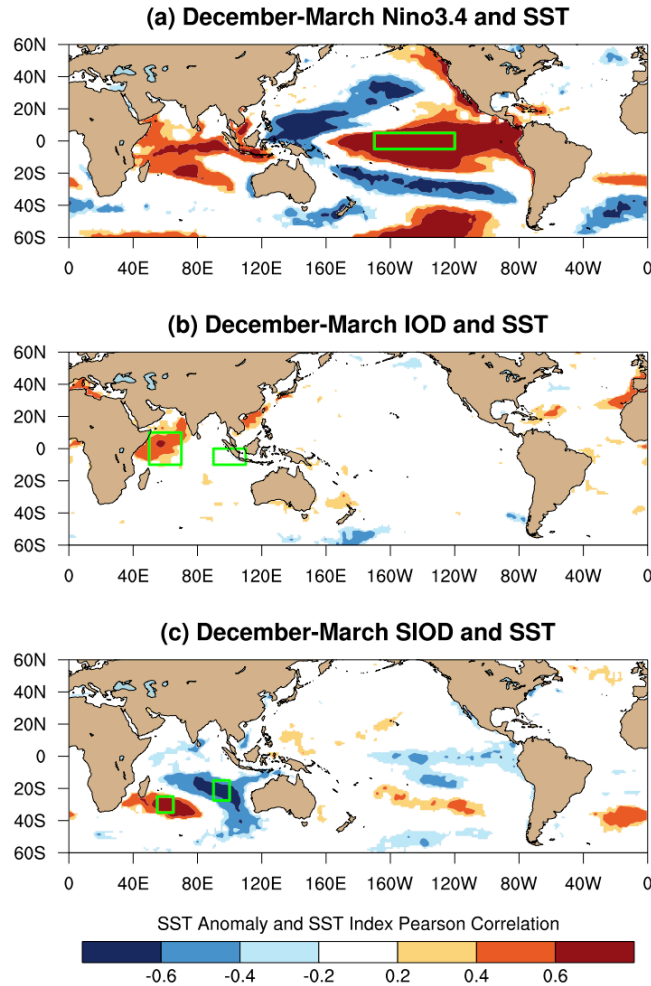 (a) December-March Nino3.4 and SST
60N
40N
20N
0
20S
40S
60S
0 40E 80E 120E 160E 160W 120W 80W 40W 0
(b) December-March IOD and SST
60N
40N
20N
0
20S
40S
60S
0 40E 80E 120E 160E 160W 120W 80W 40W 0
(c) December-March SIOD and SST
60N
40N
20N
0
20S
40S
60S
0 40E 80E 120E 160E 160W 120W 80W 40W 0
SST Anomaly and SST Index Pearson Correlation
-0.6 -0.4 -0.2 0.2 0.4 0.6